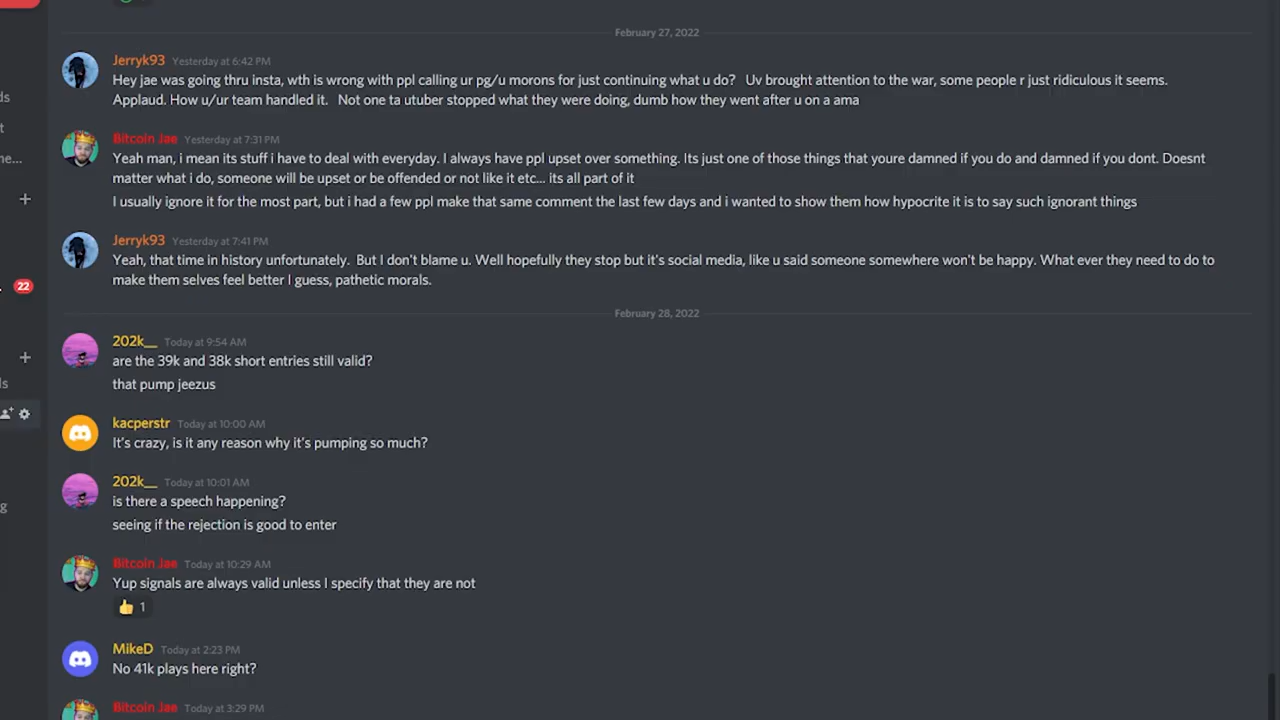 February 27, 2022
ds
t
ne...
22
ls
g
Jerryk93 Yesterday at 6:42 PM
Hey jae was going thru insta, wth is wrong with ppl calling ur pg/u morons for just continuing what u do? Uv brought attention to the war, some people r just ridiculous it seems.
Applaud. How u/ur team handled it. Not one ta utuber stopped what they were doing, dumb how they went after u on a ama
Bitcoin Jae Yesterday at 7:31 PM
Yeah man, i mean its stuff i have to deal with everyday. I always have ppl upset over something. Its just one of those things that youre damned if you do and damned if you dont. Doesnt
matter what i do, someone will be upset or be offended or not like it etc... its all part of it
I usually ignore it for the most part, but i had a few ppl make that same comment the last few days and i wanted to show them how hypocrite it is to say such ignorant things
Jerryk93 Yesterday at 7:41 PM
Yeah, that time in history unfortunately. But I don't blame u. Well hopefully they stop but it's social media, like u said someone somewhere won't be happy. What ever they need to do to
make them selves feel better I guess, pathetic morals.
February 28, 2022
202k__ Today at 9:54 AM
are the 39k and 38k short entries still valid?
that pump jeezus
kacperstr Today at 10:00 AM
It's crazy, is it any reason why it's pumping so much?
202k__ Today at 10:01 AM
is there a speech happening?
seeing if the rejection is good to enter
Bitcoin Jae Today at 10:29 AM
Yup signals are always valid unless I specify that they are not
1
MikeD Today at 2:23 PM
No 41k plays here right?
Bitcoin Jae Today at 3:29 PM